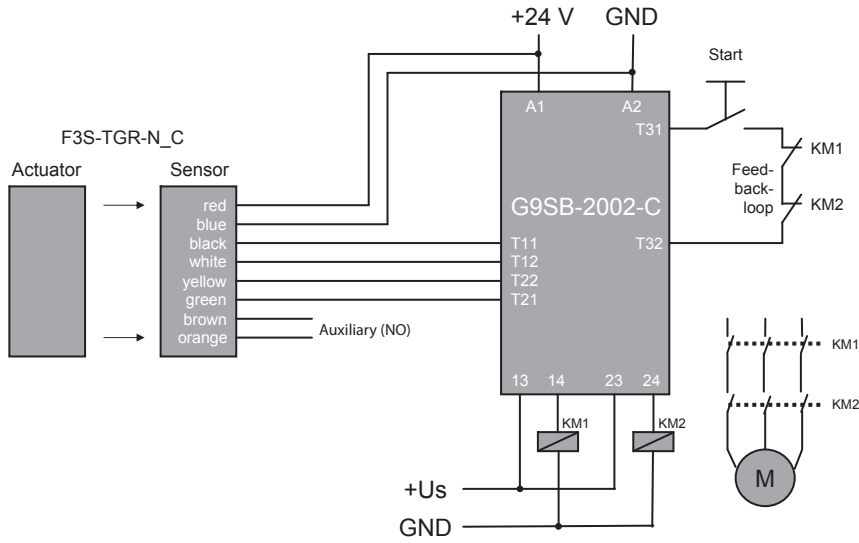 +24 V GND
Start
A1 A2
T31
F3S-TGR-N_C
Actuator Sensor
KM1
Feed-
back-
loop
KM2
red
blue
black
white
yellow
green
brown
orange
G9SB-2002-C
T11
T12
T22
T21
T32
Auxiliary (NO)
13 14 23 24
KM1 KM2
KM1
KM2
M
+Us
GND